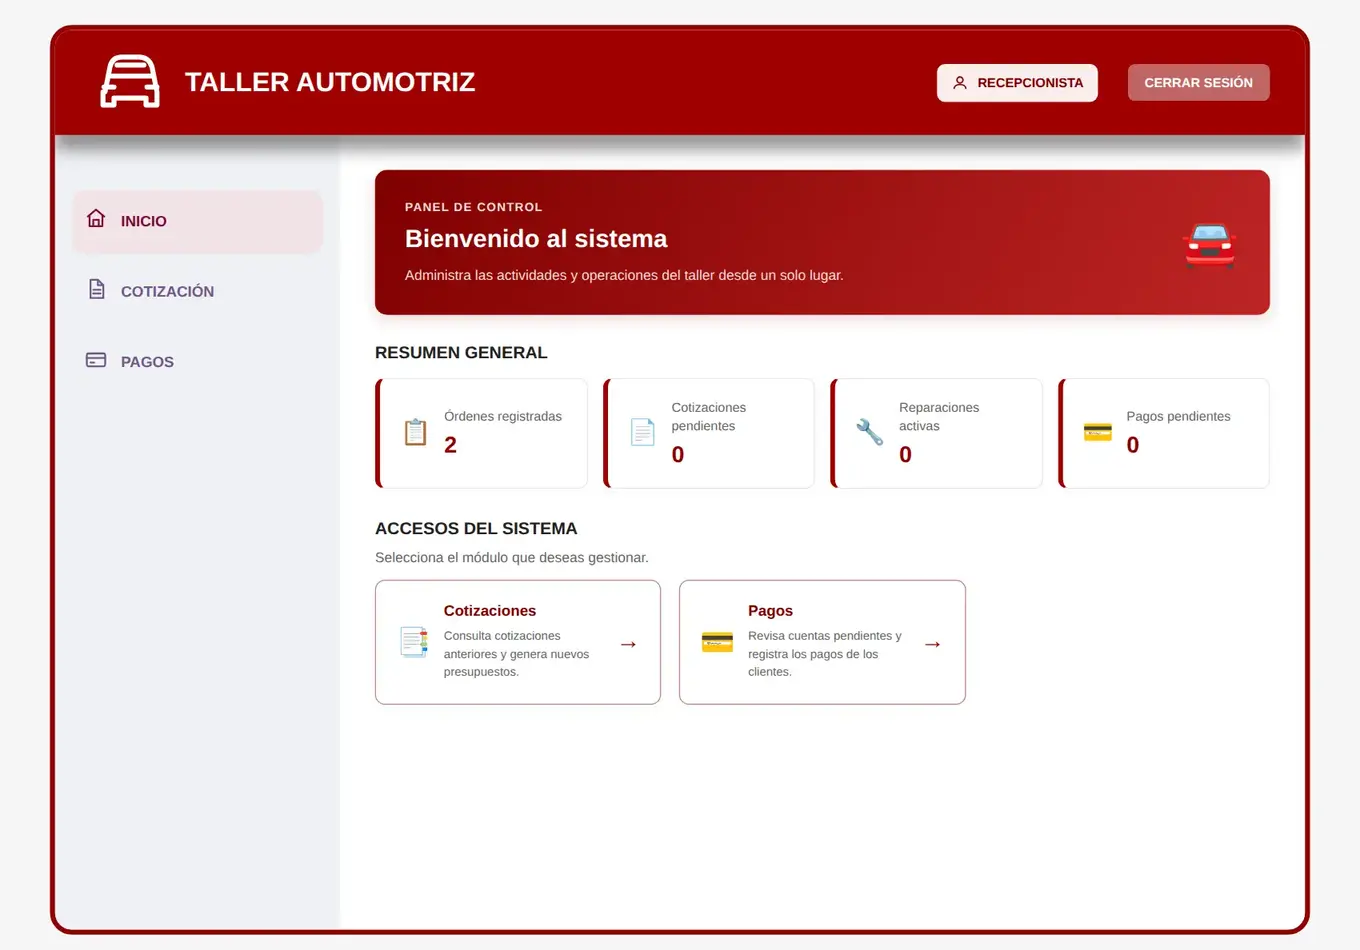 TALLER AUTOMOTRIZ
RECEPCIONISTA
CERRAR SESIÓN
INICIO
COTIZACIÓN
PAGOS
PANEL DE CONTROL
Bienvenido al sistema
Administra las actividades y operaciones del taller desde un solo lugar.
RESUMEN GENERAL
Órdenes registradas
2
Cotizaciones
pendientes
0
Reparaciones
activas
0
Pagos pendientes
0
ACCESOS DEL SISTEMA
Selecciona el módulo que deseas gestionar.
Cotizaciones
Consulta cotizaciones
anteriores y genera nuevos
presupuestos.
→
Pagos
Revisa cuentas pendientes y
registra los pagos de los
clientes.
→